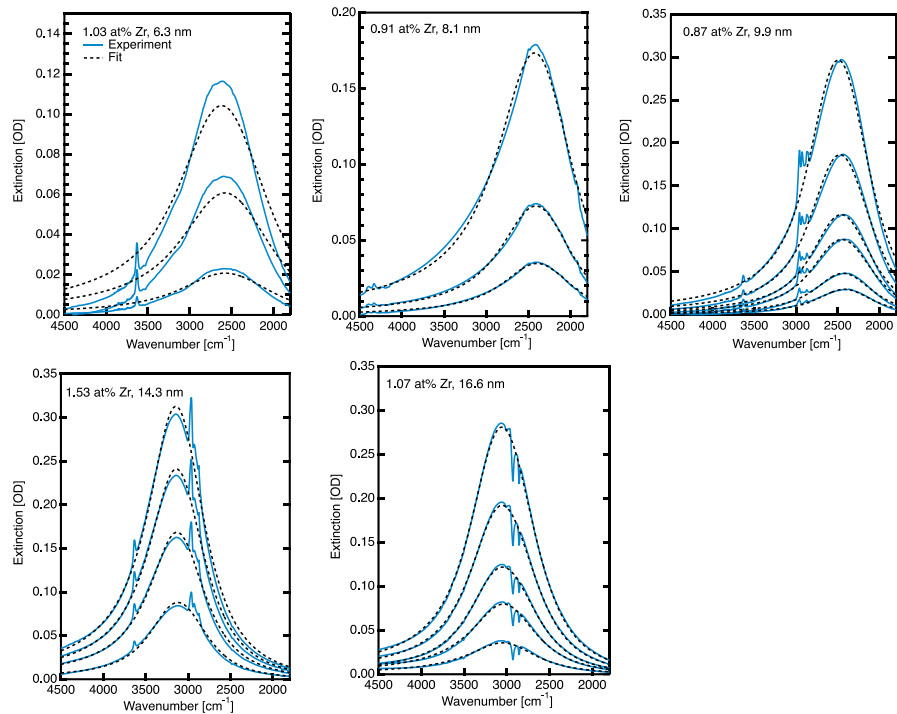 1.03 at% Zr, 6.3 nm
Experiment
Fit
0.15
0.12
0.10
0.08
0.06
0.04
0.02
0.00
Extinction [OD]
4500 4000 3500 3000 2500 2000
Wavenumber [cm-1]
0.91 at% Zr, 8.1 nm
0.20
0.15
0.10
0.05
0.00
Extinction [OD]
4500 4000 3500 3000 2500 2000
Wavenumber [cm-1]
0.87 at% Zr, 9.9 nm
0.35
0.30
0.25
0.20
0.15
0.10
0.05
0.00
Extinction [OD]
4500 4000 3500 3000 2500 2000
Wavenumber [cm-1]
1.53 at% Zr, 14.3 nm
0.35
0.30
0.25
0.20
0.15
0.10
0.05
0.00
Extinction [OD]
4500 4000 3500 3000 2500 2000
Wavenumber [cm-1]
1.07 at% Zr, 16.6 nm
0.35
0.30
0.25
0.20
0.15
0.10
0.05
0.00
Extinction [OD]
4500 4000 3500 3000 2500 2000
Wavenumber [cm-1]